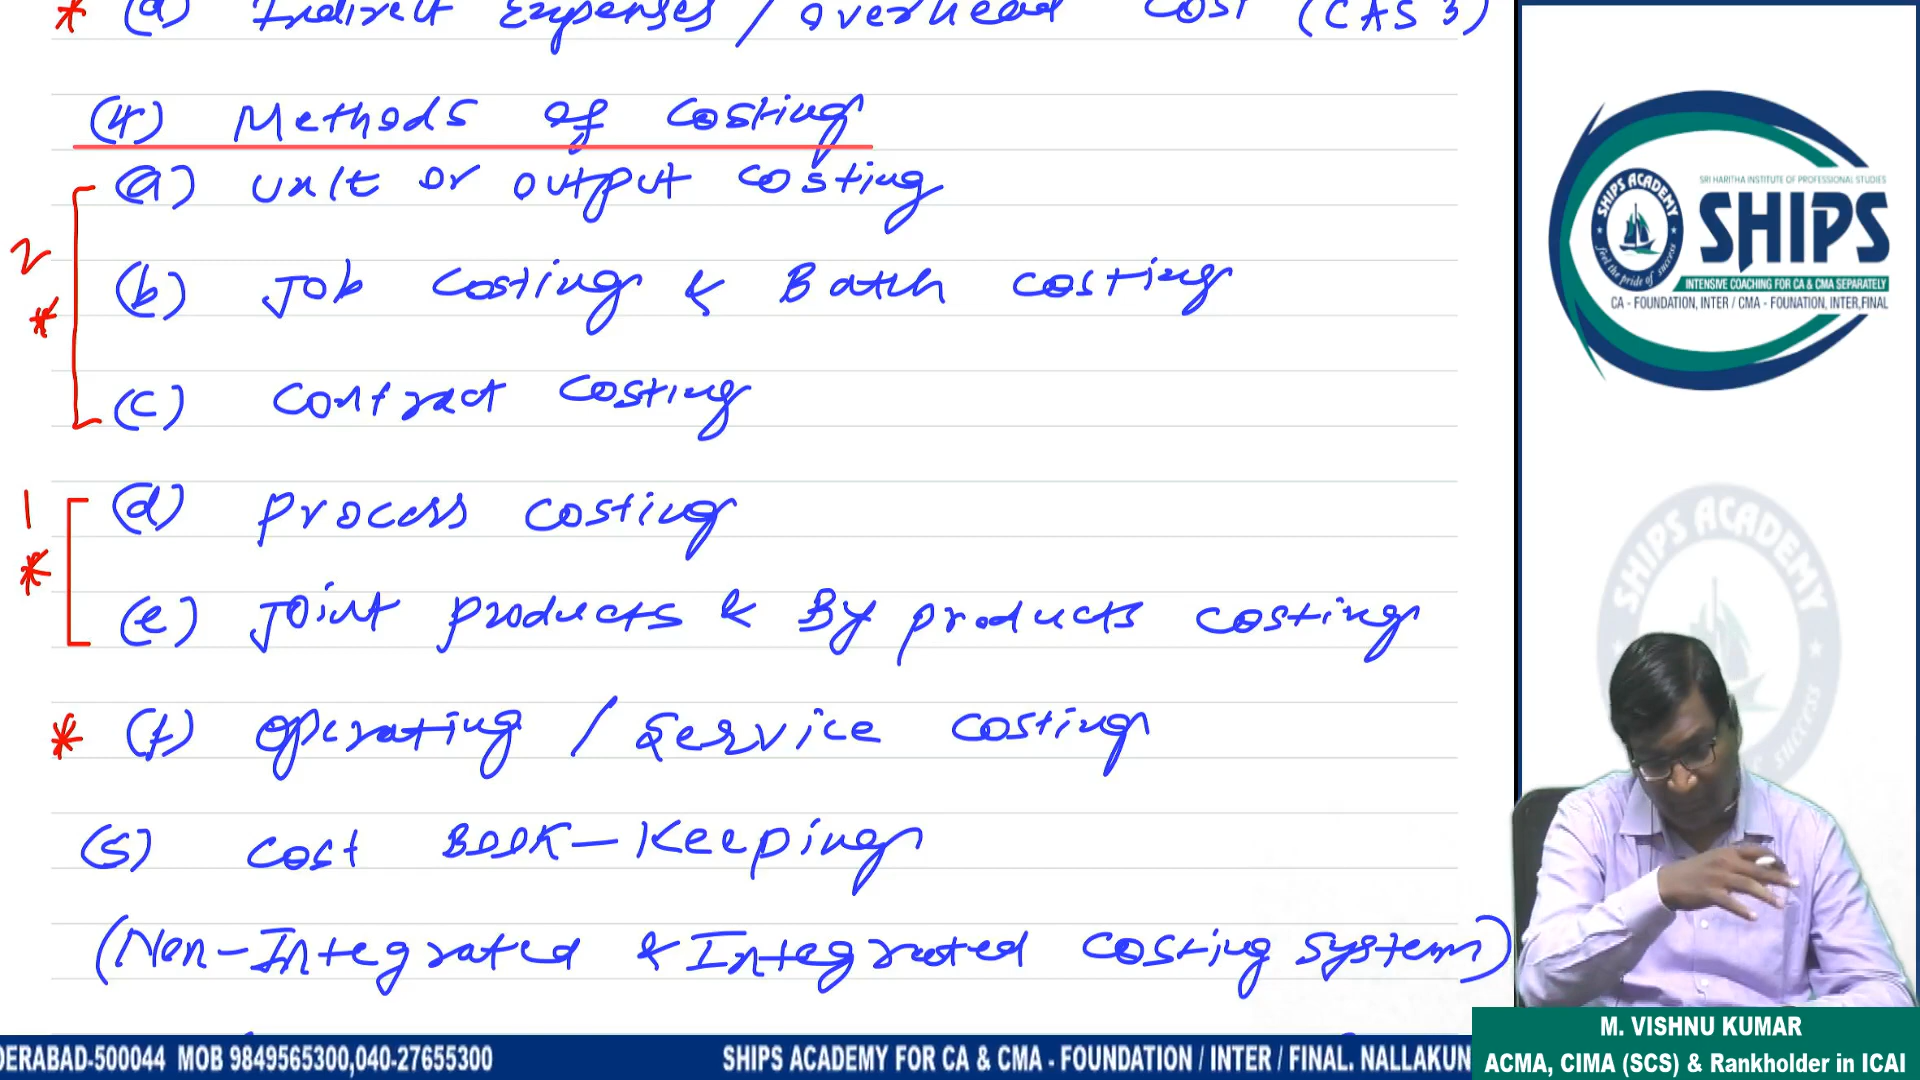 * (d) Indirect Expenses / overhead cost (CAS 3)
(4) Methods of costing
(a) Unit or output costing
2 * (b) Job costing & Batch costing
(c) Contract costing
1 (d) Process costing
* (e) Joint products & By products costing
* (f) Operating / Service costing
(5) Cost Book-Keeping
(Non-Integrated & Integrated costing system)
SHIPS ACADEMY
feel the pride of success
SRI HARITHA INSTITUTE OF PROFESSIONAL STUDIES
SHIPS
INTENSIVE COACHING FOR CA & CMA SEPARATELY
CA - FOUNDATION, INTER / CMA - FOUNATION, INTER,FINAL
SHIPS ACADEMY
success
M. VISHNU KUMAR
ACMA, CIMA (SCS) & Rankholder in ICAI
DERABAD-500044 MOB 9849565300,040-27655300 SHIPS ACADEMY FOR CA & CMA - FOUNDATION / INTER / FINAL. NALLAKUN